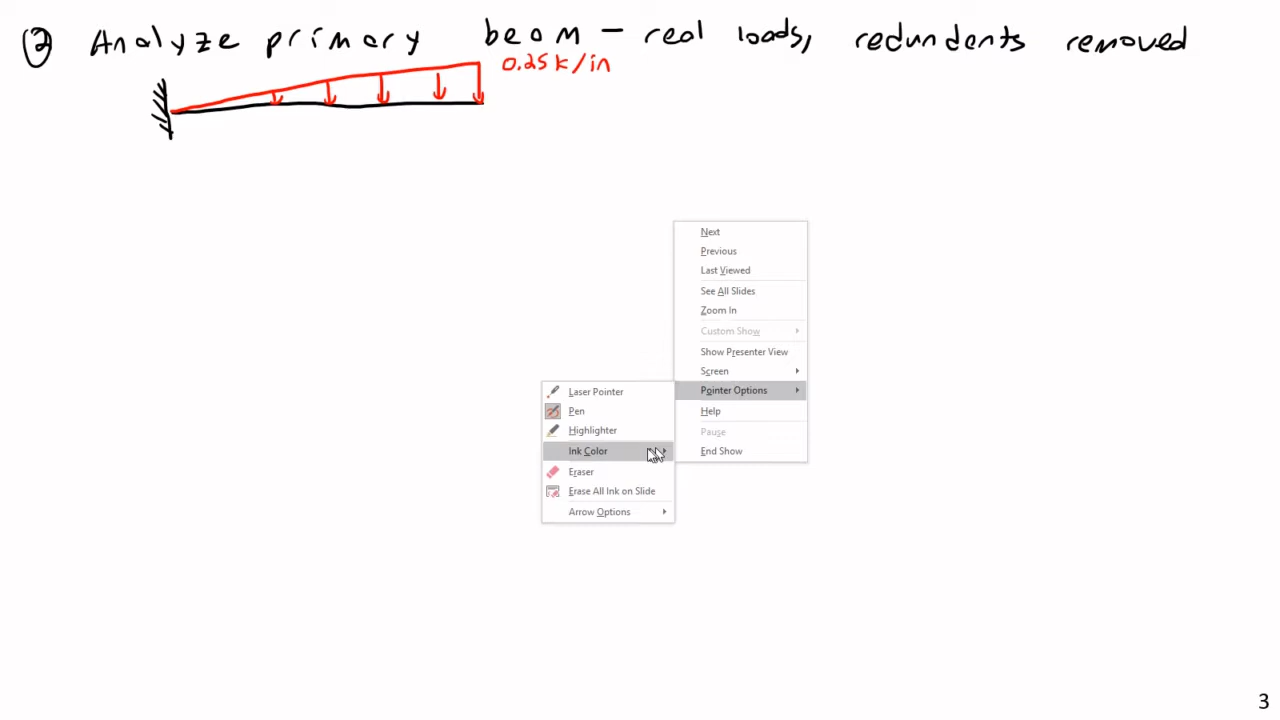 ② Analyze primary beam – real loads, redundents removed
0.25 k/in
Next
Previous
Last Viewed
See All Slides
Zoom In
Custom Show
Show Presenter View
Screen
Pointer Options
Help
Pause
End Show
Laser Pointer
Pen
Highlighter
Ink Color
Eraser
Erase All Ink on Slide
Arrow Options
3